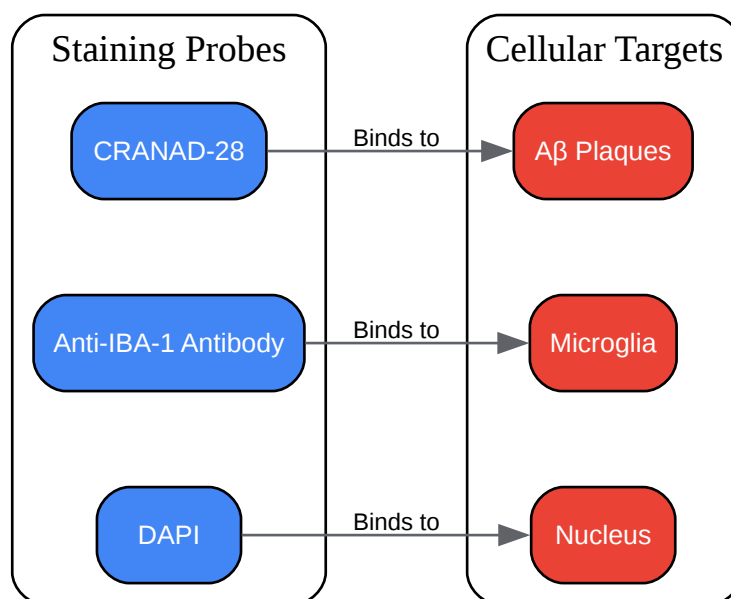 Staining Probes
Cellular Targets
CRANAD-28
Binds to
Aβ Plaques
Anti-IBA-1 Antibody
Binds to
Microglia
DAPI
Binds to
Nucleus